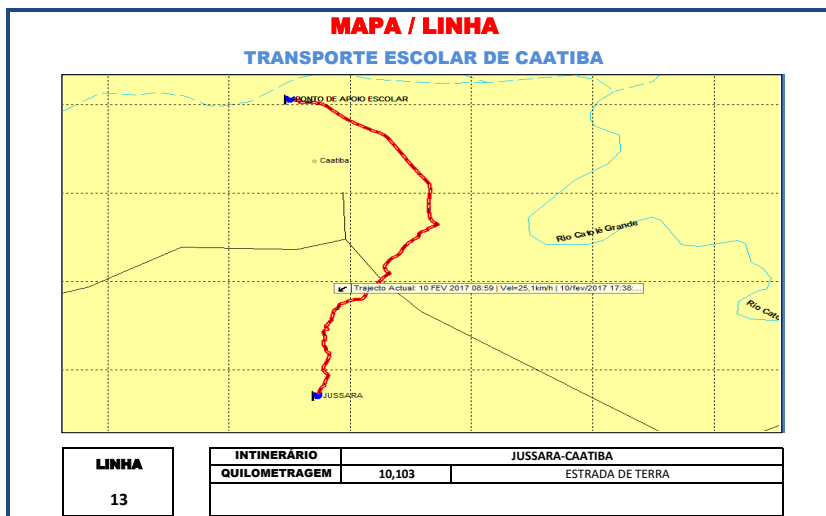 MAPA / LINHA
TRANSPORTE ESCOLAR DE CAATIBA
PONTO DE APOIO ESCOLAR
Caatiba
Rio Catolé Grande
Trajecto Actual: 10 FEV 2017 08:59 | Vel=25,1km/h | 10/fev/2017 17:38:...
Rio Cato
JUSSARA
LINHA
13
INTINERÁRIO JUSSARA-CAATIBA
QUILOMETRAGEM 10,103 ESTRADA DE TERRA